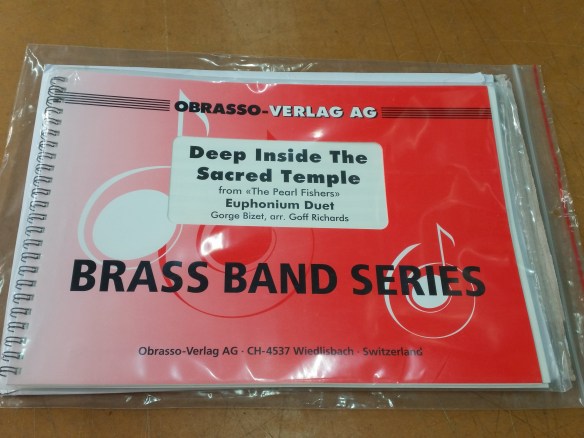 OBRASSO-VERLAG AG
Deep Inside The
Sacred Temple
from «The Pearl Fishers»
Euphonium Duet
Gorge Bizet, arr. Goff Richards
BRASS BAND SERIES
Obrasso-Verlag AG · CH-4537 Wiedlisbach · Switzerland